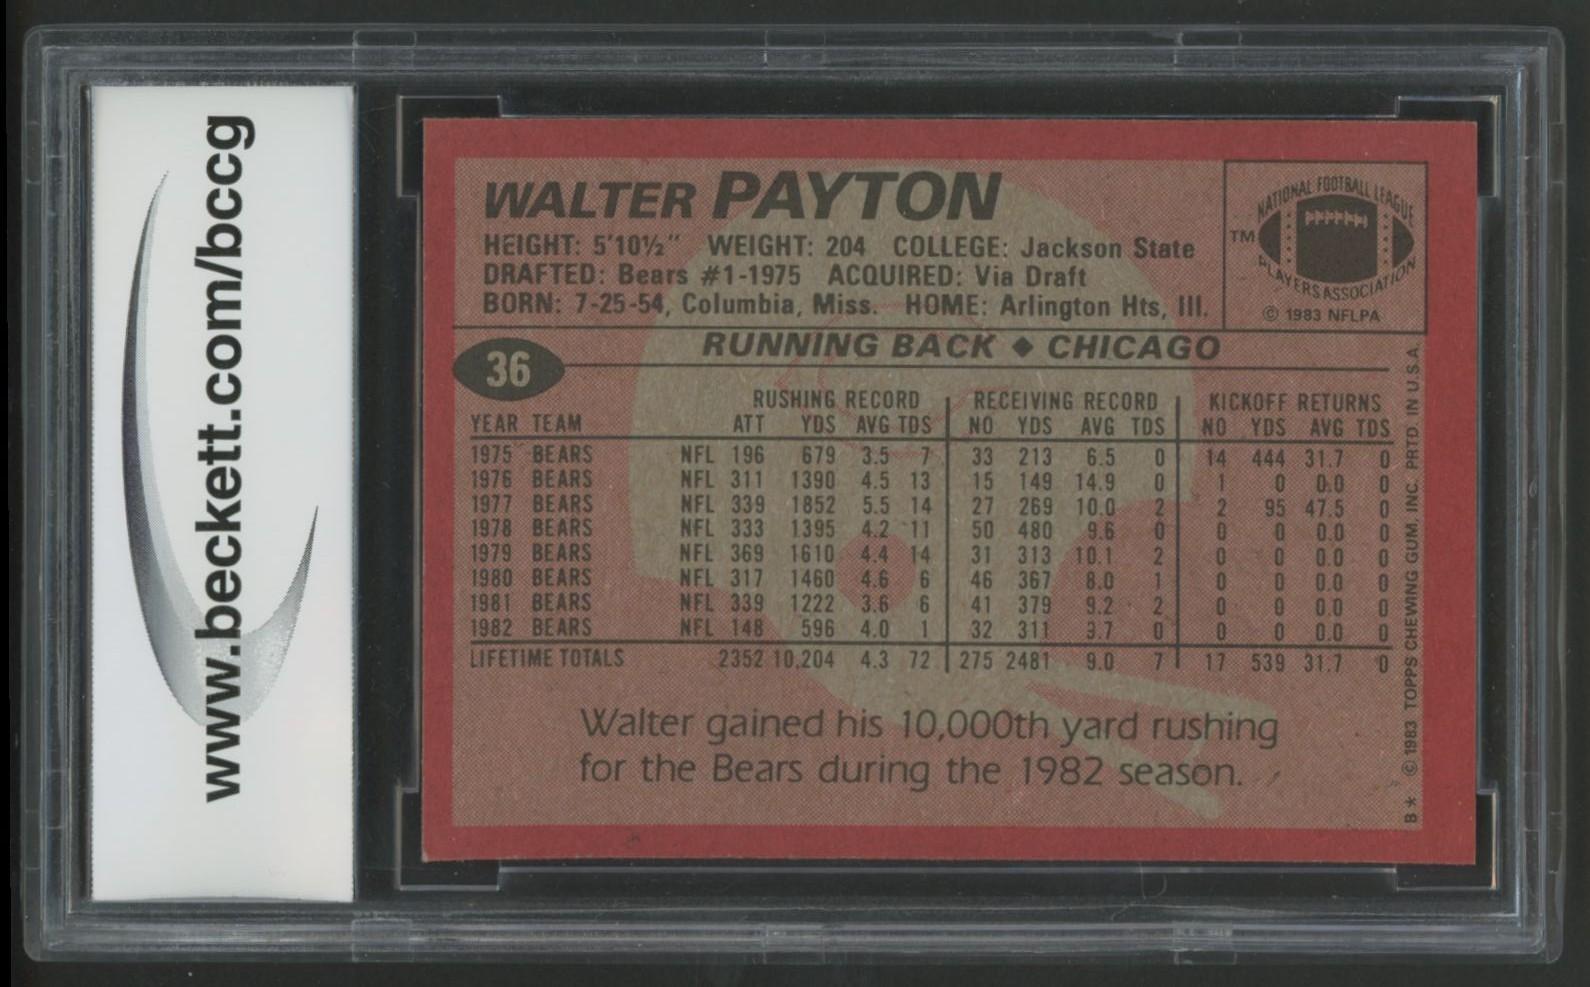 www.beckett.com/bccg
WALTER PAYTON
HEIGHT: 5'10½" WEIGHT: 204 COLLEGE: Jackson State
DRAFTED: Bears #1-1975 ACQUIRED: Via Draft
BORN: 7-25-54, Columbia, Miss. HOME: Arlington Hts, Ill.
NATIONAL FOOTBALL LEAGUE
TM
PLAYERS ASSOCIATION
© 1983 NFLPA
RUNNING BACK ◆ CHICAGO
36
RUSHING RECORD RECEIVING RECORD KICKOFF RETURNS
YEAR TEAM ATT YDS AVG TDS NO YDS AVG TDS NO YDS AVG TDS
1975 BEARS NFL 196 679 3.5 7 33 213 6.5 0 14 444 31.7 0
1976 BEARS NFL 311 1390 4.5 13 15 149 14.9 0 1 0 0.0 0
1977 BEARS NFL 339 1852 5.5 14 27 269 10.0 2 2 95 47.5 0
1978 BEARS NFL 333 1395 4.2 11 50 480 9.6 0 0 0 0.0 0
1979 BEARS NFL 369 1610 4.4 14 31 313 10.1 2 0 0 0.0 0
1980 BEARS NFL 317 1460 4.6 6 46 367 8.0 1 0 0 0.0 0
1981 BEARS NFL 339 1222 3.6 6 41 379 9.2 2 0 0 0.0 0
1982 BEARS NFL 148 596 4.0 1 32 311 9.7 0 0 0 0.0 0
LIFETIME TOTALS 2352 10,204 4.3 72 275 2481 9.0 7 17 539 31.7 0
Walter gained his 10,000th yard rushing
for the Bears during the 1982 season.
B* © 1983 TOPPS CHEWING GUM, INC. PRTD. IN U.S.A.